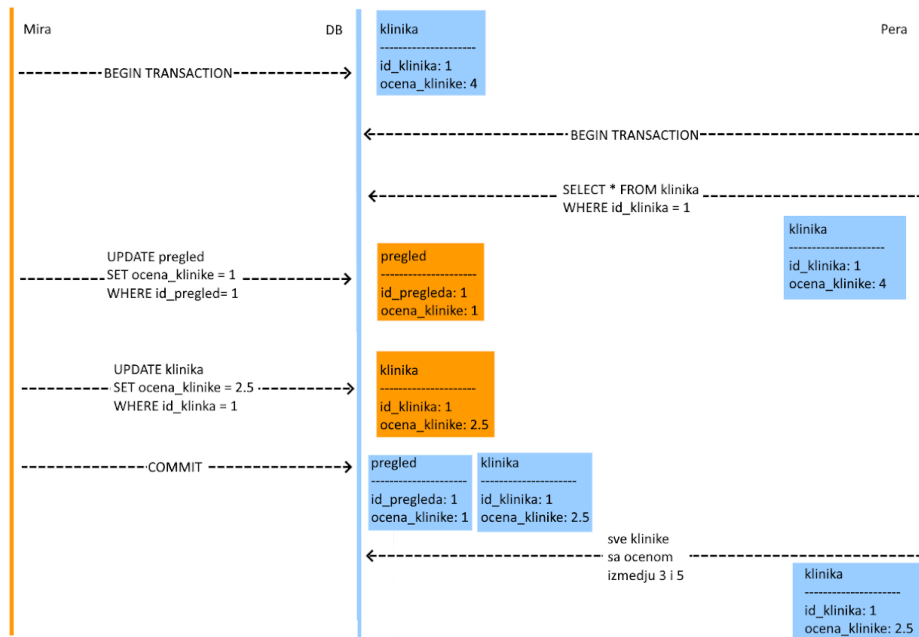 Mira
DB
klinika
---------------------
id_klinika: 1
ocena_klinike: 4
Pera
BEGIN TRANSACTION
BEGIN TRANSACTION
SELECT * FROM klinika
WHERE id_klinika = 1
klinika
---------------------
id_klinika: 1
ocena_klinike: 4
UPDATE pregled
SET ocena_klinike = 1
WHERE id_pregled= 1
pregled
---------------------
id_pregleda: 1
ocena_klinike: 1
UPDATE klinika
SET ocena_klinike = 2.5
WHERE id_klinka = 1
klinika
---------------------
id_klinika: 1
ocena_klinike: 2.5
COMMIT
pregled
---------------------
id_pregleda: 1
ocena_klinike: 1
klinika
---------------------
id_klinika: 1
ocena_klinike: 2.5
sve klinike
sa ocenom
izmedju 3 i 5
klinika
---------------------
id_klinika: 1
ocena_klinike: 2.5